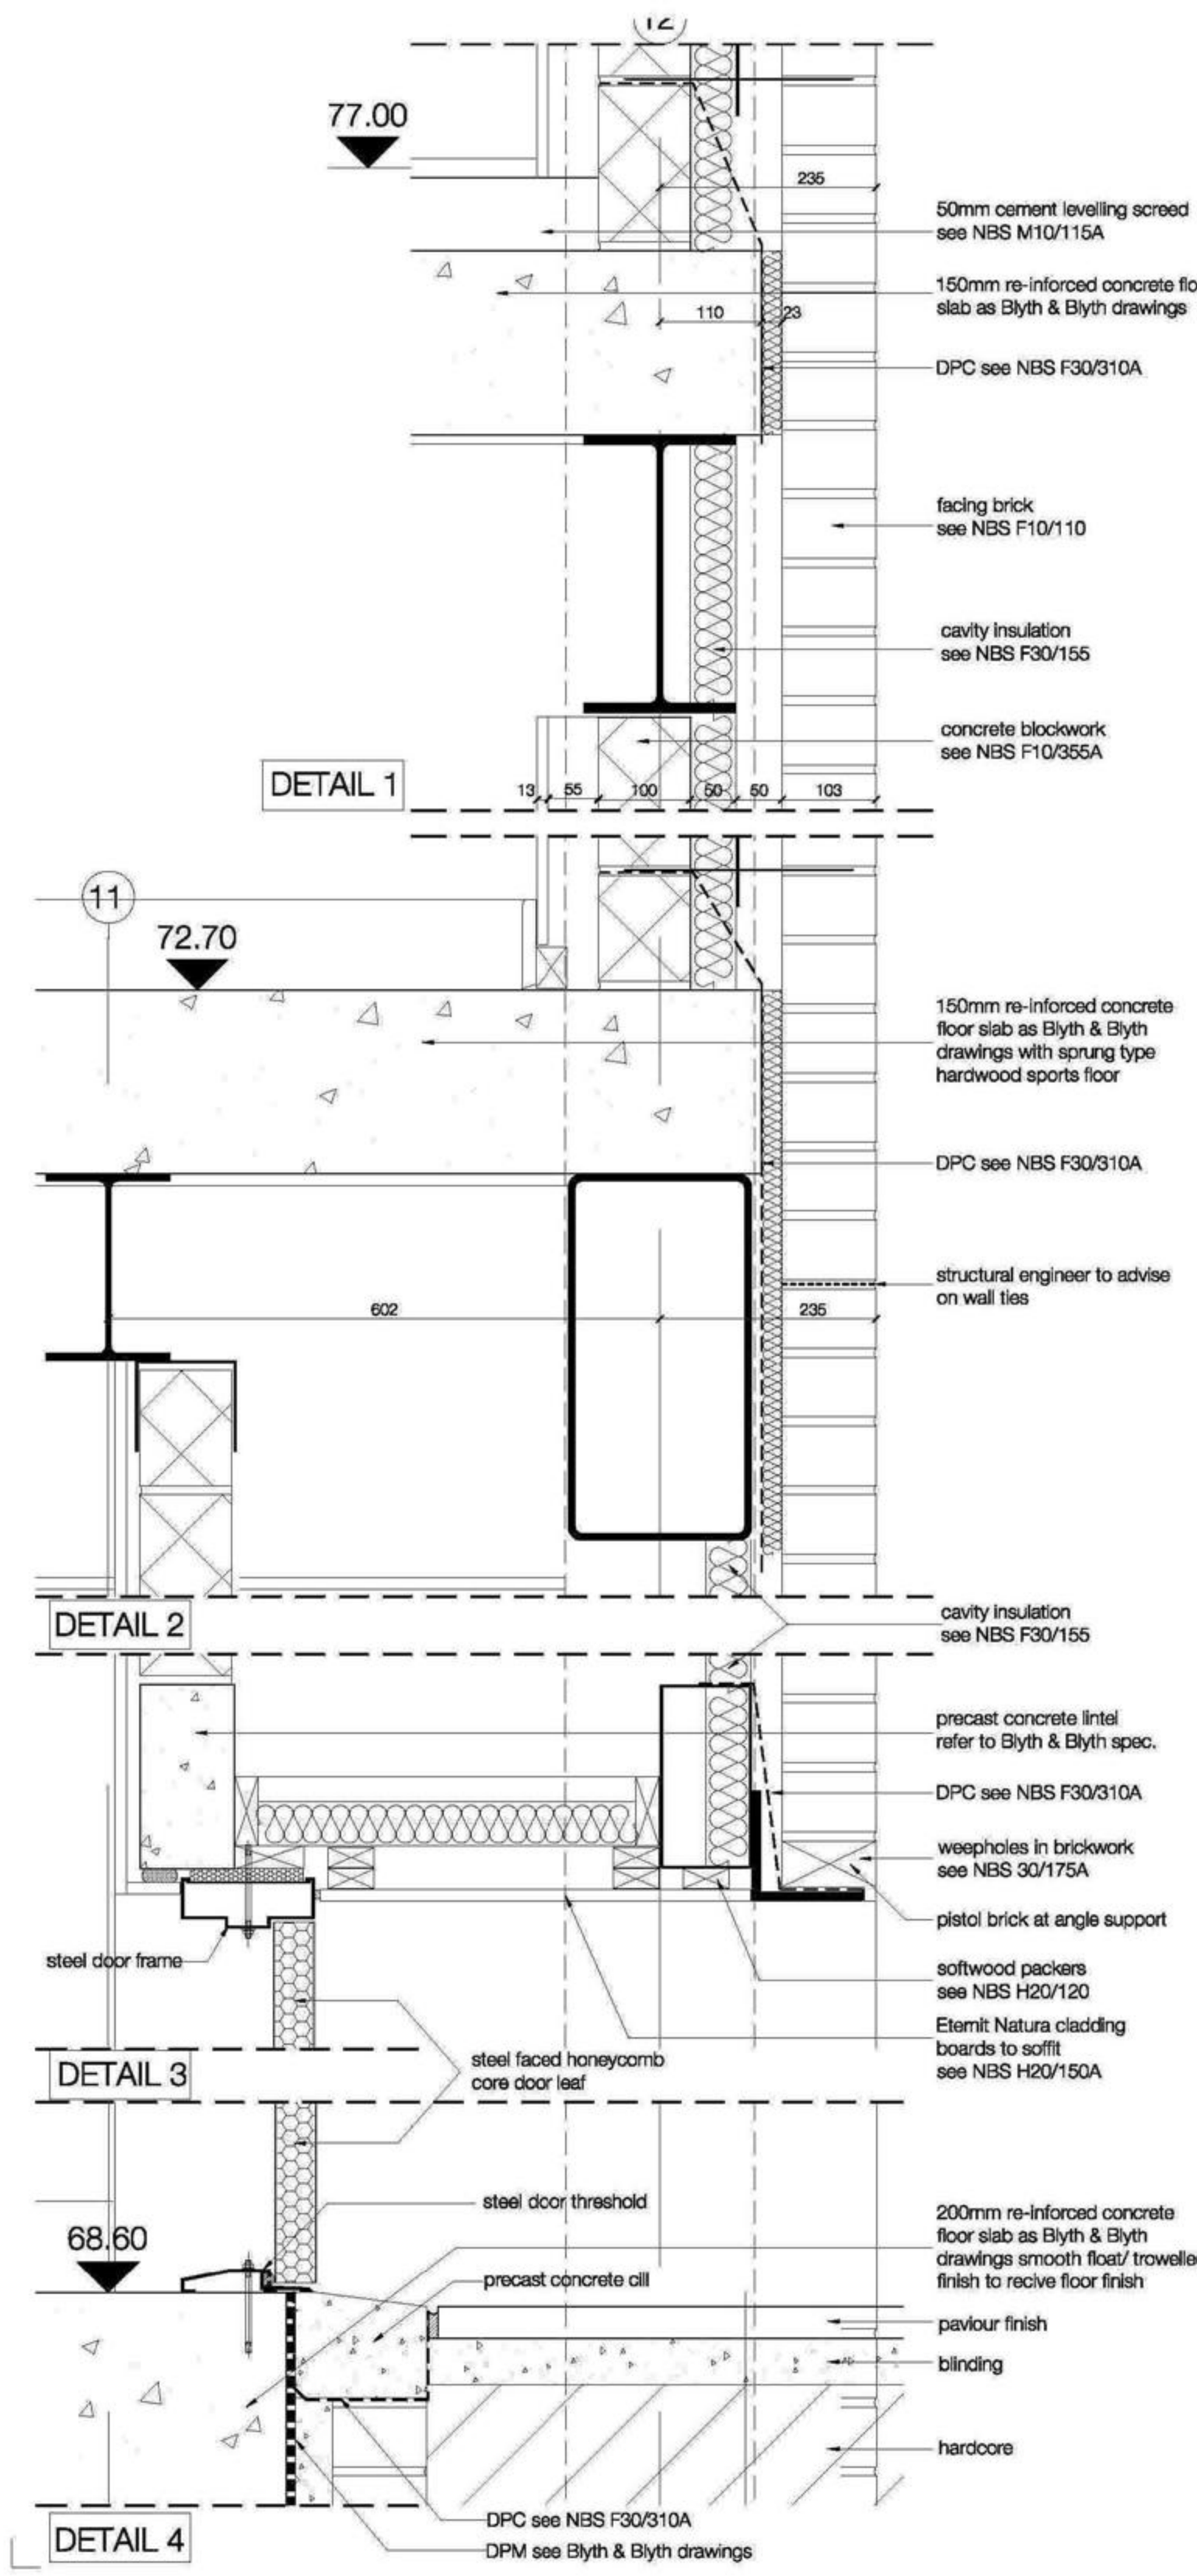 12
77.00
235
50mm cement levelling screed
see NBS M10/115A
150mm re-inforced concrete flo
slab as Blyth & Blyth drawings
110
23
DPC see NBS F30/310A
facing brick
see NBS F10/110
cavity insulation
see NBS F30/155
concrete blockwork
see NBS F10/355A
DETAIL 1
13
55
100
50
50
103
11
72.70
150mm re-inforced concrete
floor slab as Blyth & Blyth
drawings with sprung type
hardwood sports floor
DPC see NBS F30/310A
structural engineer to advise
on wall ties
602
235
DETAIL 2
cavity insulation
see NBS F30/155
precast concrete lintel
refer to Blyth & Blyth spec.
DPC see NBS F30/310A
weepholes in brickwork
see NBS 30/175A
pistol brick at angle support
steel door frame
softwood packers
see NBS H20/120
Eternit Natura cladding
boards to soffit
see NBS H20/150A
DETAIL 3
steel faced honeycomb
core door leaf
steel door threshold
68.60
200mm re-inforced concrete
floor slab as Blyth & Blyth
drawings smooth float/ trowelle
finish to recive floor finish
precast concrete cill
paviour finish
blinding
hardcore
DPC see NBS F30/310A
DPM see Blyth & Blyth drawings
DETAIL 4